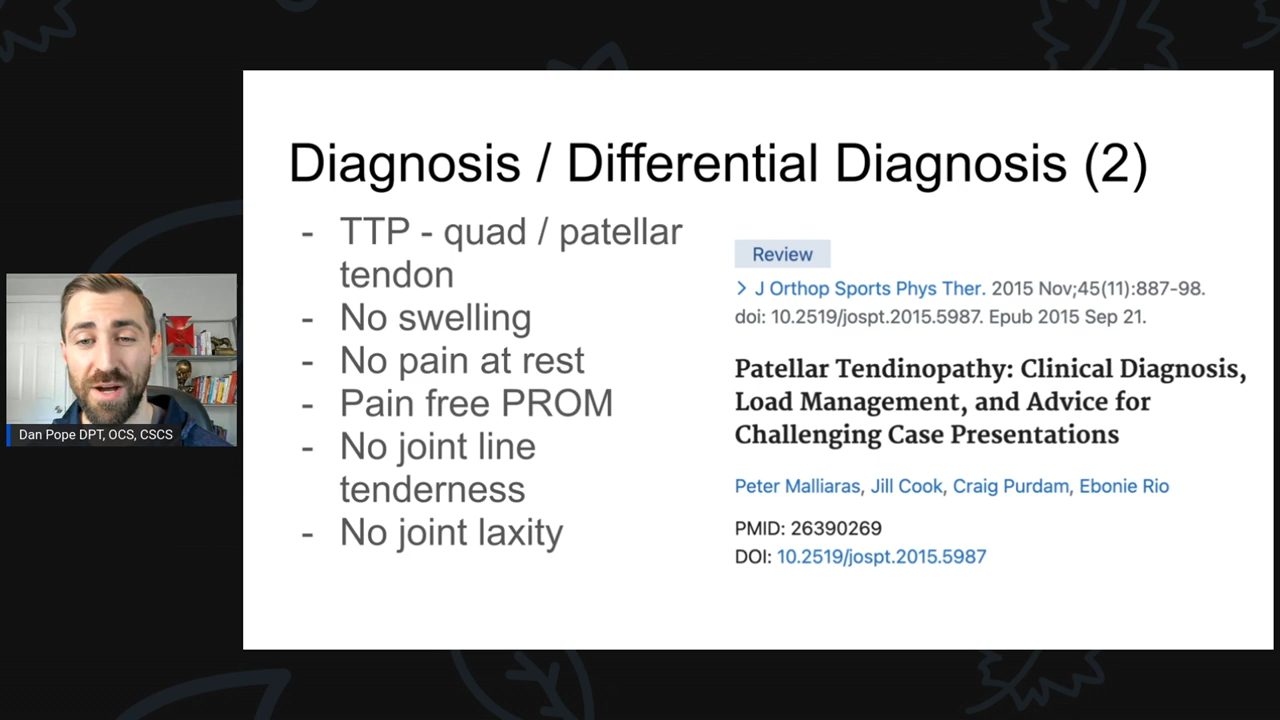 Diagnosis / Differential Diagnosis (2)
- TTP - quad / patellar
tendon
- No swelling
- No pain at rest
- Pain free PROM
- No joint line
tenderness
- No joint laxity
Review
> J Orthop Sports Phys Ther. 2015 Nov;45(11):887-98.
doi: 10.2519/jospt.2015.5987. Epub 2015 Sep 21.
Patellar Tendinopathy: Clinical Diagnosis,
Load Management, and Advice for
Challenging Case Presentations
Peter Malliaras, Jill Cook, Craig Purdam, Ebonie Rio
PMID: 26390269
DOI: 10.2519/jospt.2015.5987
Dan Pope DPT, OCS, CSCS